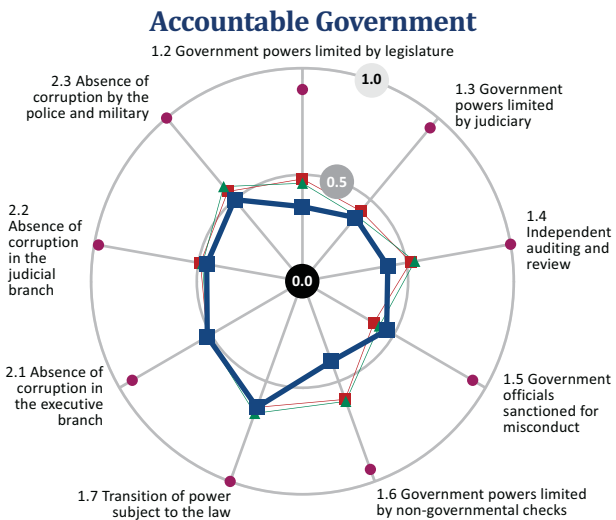 Accountable Government
1.2 Government powers limited by legislature
1.0
1.3 Government
powers limited
by judiciary
0.5
1.4
Independent
auditing and
review
0.0
1.5 Government
officials
sanctioned for
misconduct
1.6 Government powers limited
by non-governmental checks
1.7 Transition of power
subject to the law
2.1 Absence of
corruption in
the executive
branch
2.2
Absence of
corruption
in the
judicial
branch
2.3 Absence of
corruption by the
police and military